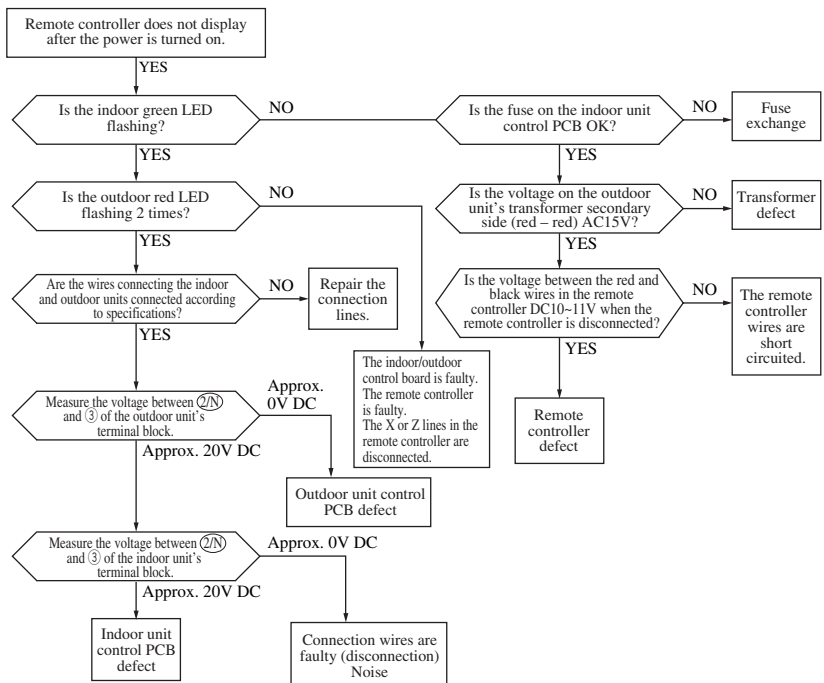 Remote controller does not display
after the power is turned on.
YES
Is the indoor green LED
flashing?
NO
Is the fuse on the indoor unit
control PCB OK?
NO
Fuse
exchange
YES
YES
Is the outdoor red LED
flashing 2 times?
NO
Is the voltage on the outdoor
unit's transformer secondary
side (red – red) AC15V?
NO
Transformer
defect
YES
YES
Are the wires connecting the indoor
and outdoor units connected according
to specifications?
NO
Repair the
connection
lines.
Is the voltage between the red and
black wires in the remote
controller DC10~11V when the
remote controller is disconnected?
NO
The remote
controller
wires are
short
circuited.
YES
YES
The indoor/outdoor
control board is faulty.
The remote controller
is faulty.
The X or Z lines in the
remote controller are
disconnected.
Remote
controller
defect
Measure the voltage between 2/N
and ③ of the outdoor unit's
terminal block.
Approx.
0V DC
Approx. 20V DC
Outdoor unit control
PCB defect
Measure the voltage between 2/N
and ③ of the indoor unit's
terminal block.
Approx. 0V DC
Approx. 20V DC
Indoor unit
control PCB
defect
Connection wires are
faulty (disconnection)
Noise